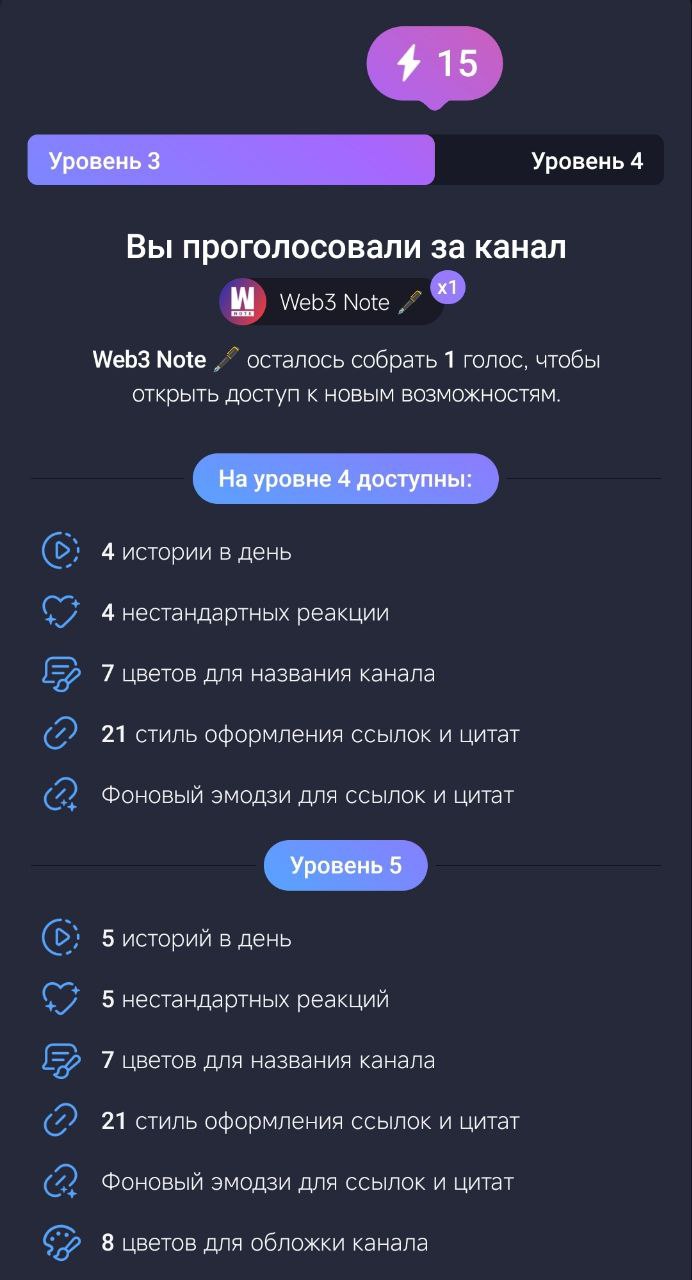 15
Уровень 3 Уровень 4
Вы проголосовали за канал
W NOTE Web3 Note 🖋️ x1
Web3 Note 🖋️ осталось собрать 1 голос, чтобы
открыть доступ к новым возможностям.
На уровне 4 доступны:
4 истории в день
4 нестандартных реакции
7 цветов для названия канала
21 стиль оформления ссылок и цитат
Фоновый эмодзи для ссылок и цитат
Уровень 5
5 историй в день
5 нестандартных реакций
7 цветов для названия канала
21 стиль оформления ссылок и цитат
Фоновый эмодзи для ссылок и цитат
8 цветов для обложки канала